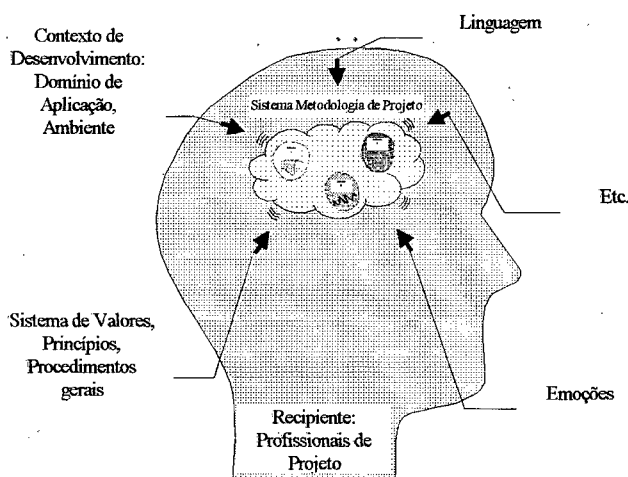 Linguagem
Contexto de
Desenvolvimento:
Domínio de
Aplicação,
Ambiente
Sistema Metodologia de Projeto
Etc.
Sistema de Valores,
Princípios,
Procedimentos
gerais
Emoções
Recipiente:
Profissionais de
Projeto